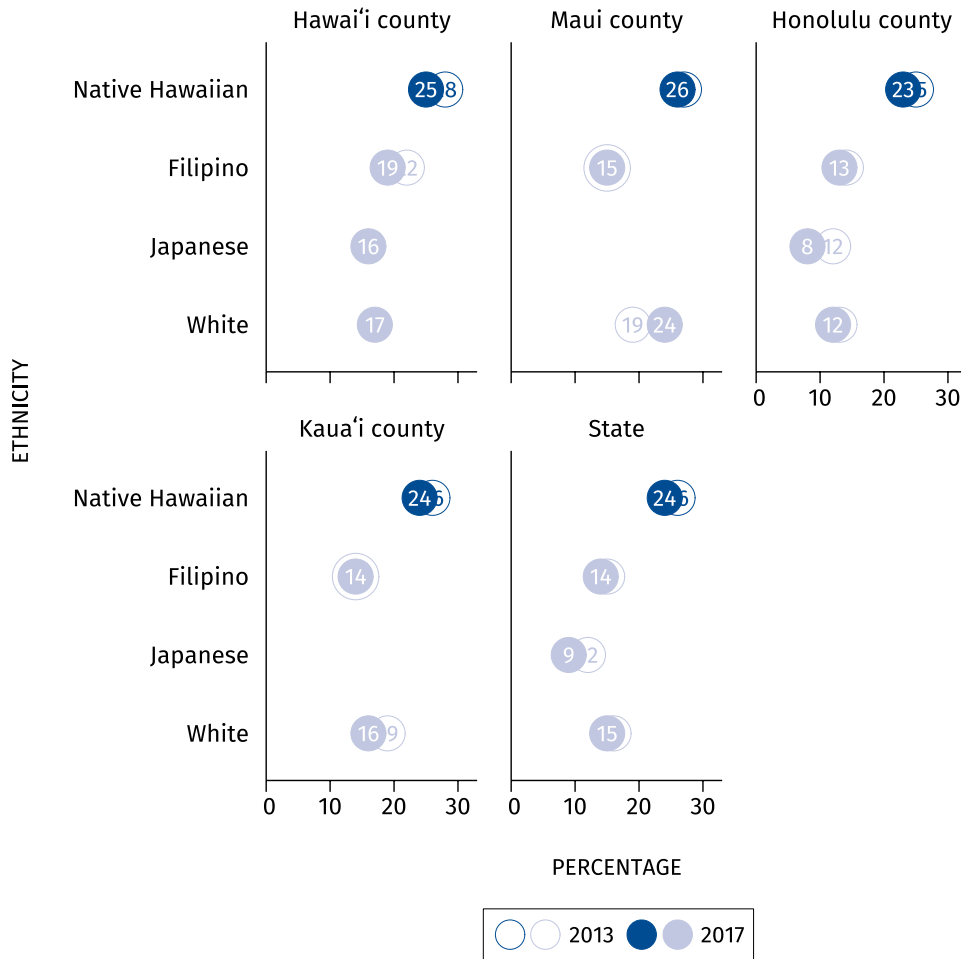 Hawaiʻi county
Maui county
Honolulu county
Native Hawaiian
25
8
26
23
5
Filipino
19
2
15
13
Japanese
16
8
12
White
17
19
24
12
0 10 20 30
ETHNICITY
Kauaʻi county
State
Native Hawaiian
24
6
24
6
Filipino
14
14
Japanese
9
2
White
16
9
15
0 10 20 30
0 10 20 30
PERCENTAGE
2013
2017